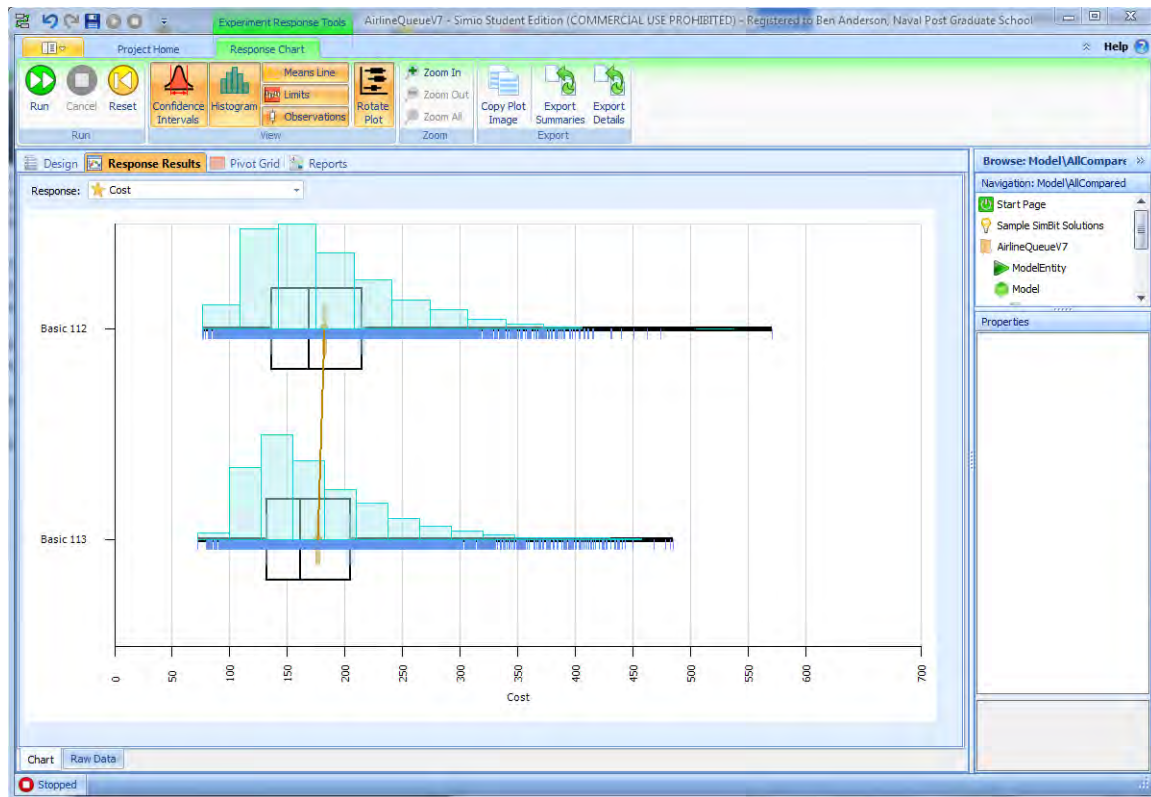 Experiment Response Tools AirlineQueueV7 - Simio Student Edition (COMMERCIAL USE PROHIBITED) - Registered to Ben Anderson, Naval Post Graduate School
Project Home Response Chart Help
Run Cancel Reset Confidence Intervals Histogram Means Line Limits Observations Rotate Plot Zoom In Zoom Out Zoom All Copy Plot Image Export Summaries Export Details
Run View Zoom Export
Design Response Results Pivot Grid Reports
Response: Cost
Basic 112
Basic 113
0 50 100 150 200 250 300 350 400 450 500 550 600 700
Cost
Chart Raw Data
Stopped
Browse: Model\AllCompare
Navigation: Model\AllCompared
Start Page
Sample SimBit Solutions
AirlineQueueV7
ModelEntity
Model
Properties